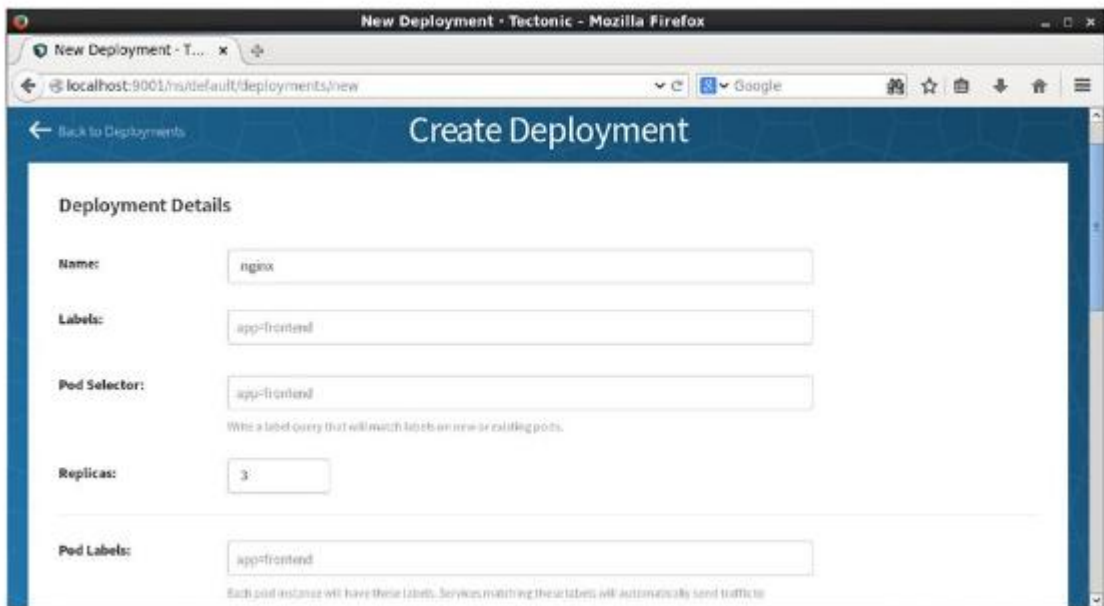 New Deployment · Tectonic - Mozilla Firefox
New Deployment - T...
localhost:9001/ns/default/deployments/new
Google
Back to Deployments
Create Deployment
Deployment Details
Name:
nginx
Labels:
app=frontend
Pod Selector:
app=frontend
Write a label query that will match labels on new or existing pods.
Replicas:
3
Pod Labels:
app=frontend
Each pod instance will have these labels. Services matching these labels will automatically send traffic to